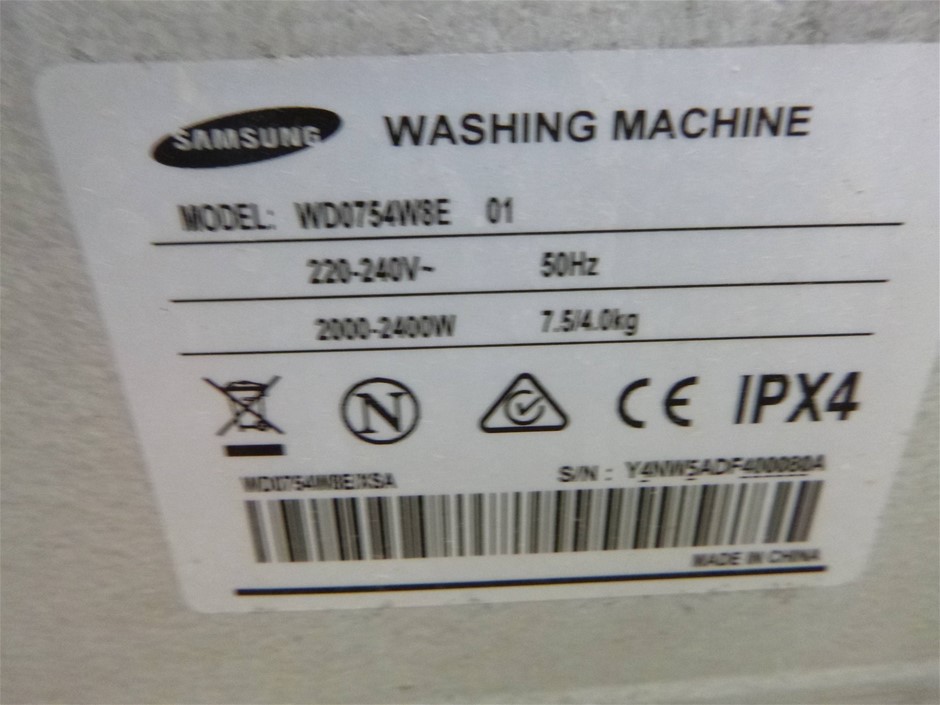 SAMSUNG WASHING MACHINE
MODEL: WD0754W8E 01
220-240V~ 50Hz
2000-2400W 7.5/4.0kg
N CE IPX4
WD0754W8E/XSA S/N : Y4NW5ADF400080A
MADE IN CHINA